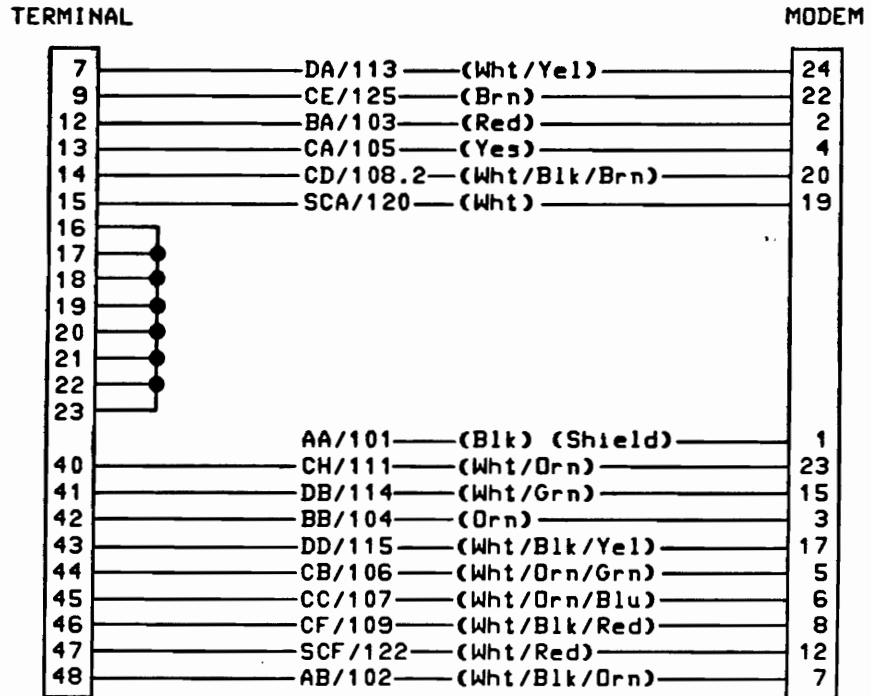 TERMINAL MODEM
7 DA/113 (Wht/Yel) 24
9 CE/125 (Brn) 22
12 BA/103 (Red) 2
13 CA/105 (Yes) 4
14 CD/108.2 (Wht/Blk/Brn) 20
15 SCA/120 (Wht) 19
16
17
18
19
20
21
22
23
AA/101 (Blk) (Shield) 1
40 CH/111 (Wht/Orn) 23
41 DB/114 (Wht/Grn) 15
42 BB/104 (Orn) 3
43 DD/115 (Wht/Blk/Yel) 17
44 CB/106 (Wht/Orn/Grn) 5
45 CC/107 (Wht/Orn/Blu) 6
46 CF/109 (Wht/Blk/Red) 8
47 SCF/122 (Wht/Red) 12
48 AB/102 (Wht/Blk/Orn) 7